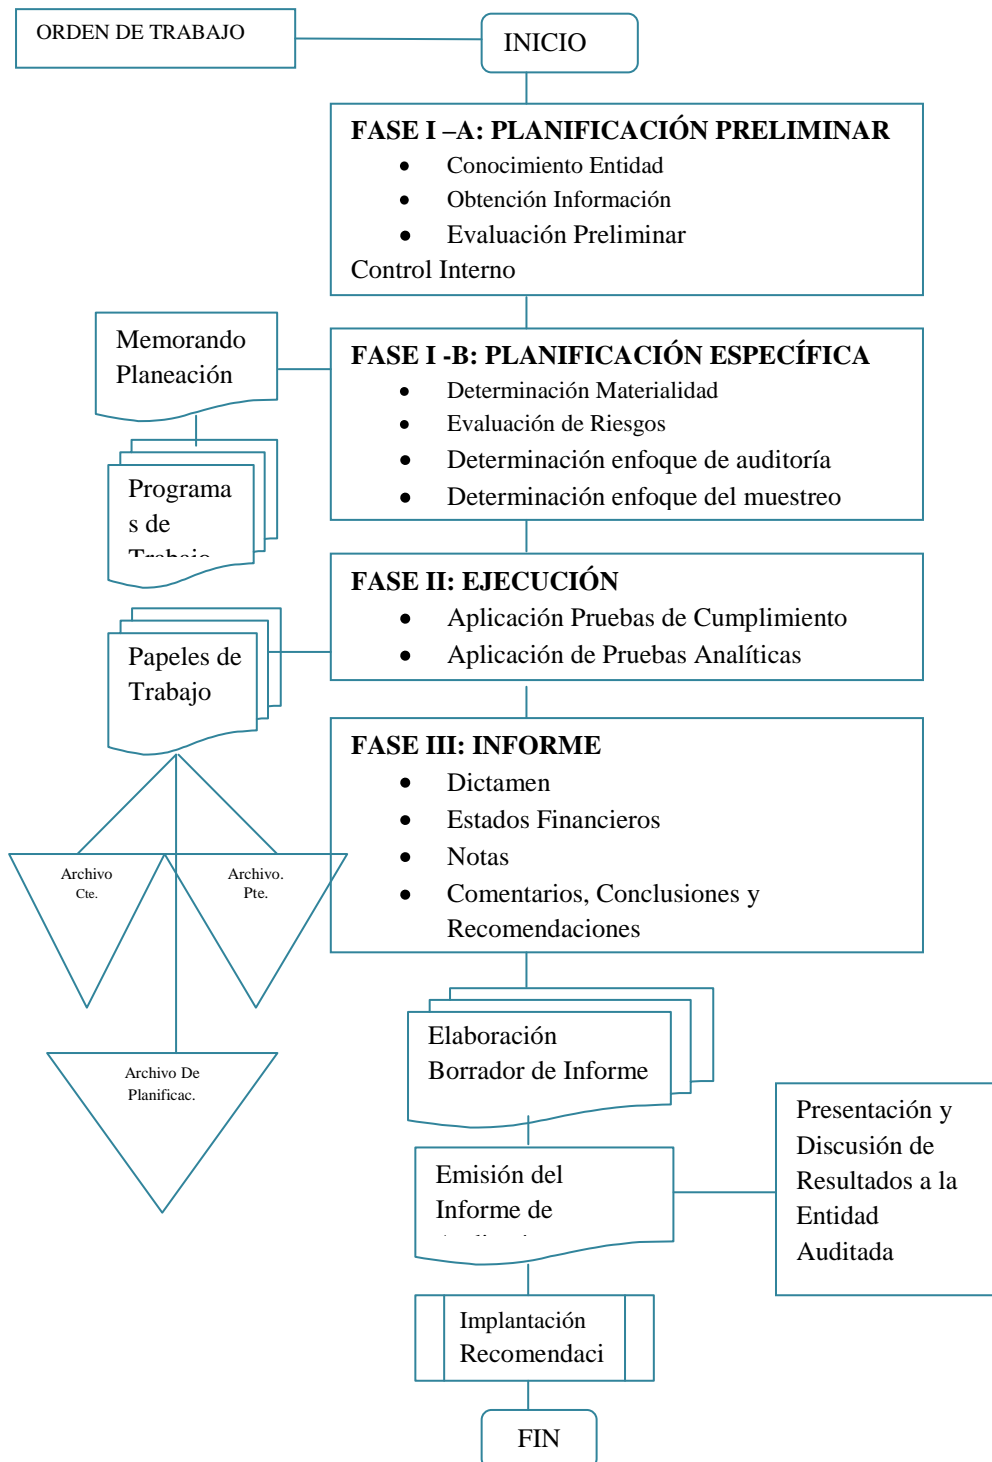 ORDEN DE TRABAJO
INICIO
FASE I –A: PLANIFICACIÓN PRELIMINAR
• Conocimiento Entidad
• Obtención Información
• Evaluación Preliminar
Control Interno
Memorando
Planeación
FASE I -B: PLANIFICACIÓN ESPECÍFICA
• Determinación Materialidad
• Evaluación de Riesgos
• Determinación enfoque de auditoría
• Determinación enfoque del muestreo
Programa
s de
Trabajo
FASE II: EJECUCIÓN
• Aplicación Pruebas de Cumplimiento
• Aplicación de Pruebas Analíticas
Papeles de
Trabajo
FASE III: INFORME
• Dictamen
• Estados Financieros
• Notas
• Comentarios, Conclusiones y
Recomendaciones
Archivo
Cte.
Archivo.
Pte.
Archivo De
Planificac.
Elaboración
Borrador de Informe
Emisión del
Informe de
Presentación y
Discusión de
Resultados a la
Entidad
Auditada
Implantación
Recomendaci
FIN